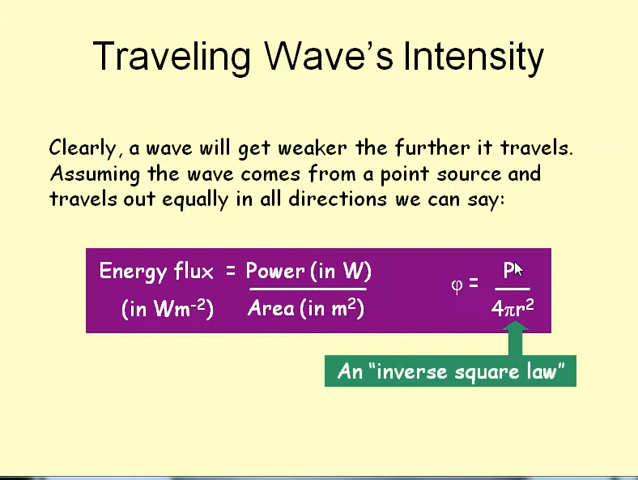 Traveling Wave's Intensity
Clearly, a wave will get weaker the further it travels.
Assuming the wave comes from a point source and
travels out equally in all directions we can say:
Energy flux = Power (in W)
(in Wm⁻²) Area (in m²)
φ = P
4πr²
An “inverse square law”